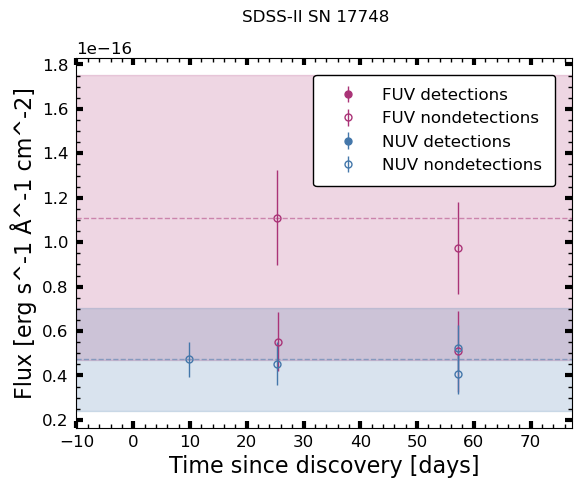 SDSS-II SN 17748
1e−16
1.8
1.6
1.4
1.2
1.0
0.8
0.6
0.4
0.2
Flux [erg s^-1 Å^-1 cm^-2]
FUV detections
FUV nondetections
NUV detections
NUV nondetections
−10 0 10 20 30 40 50 60 70
Time since discovery [days]